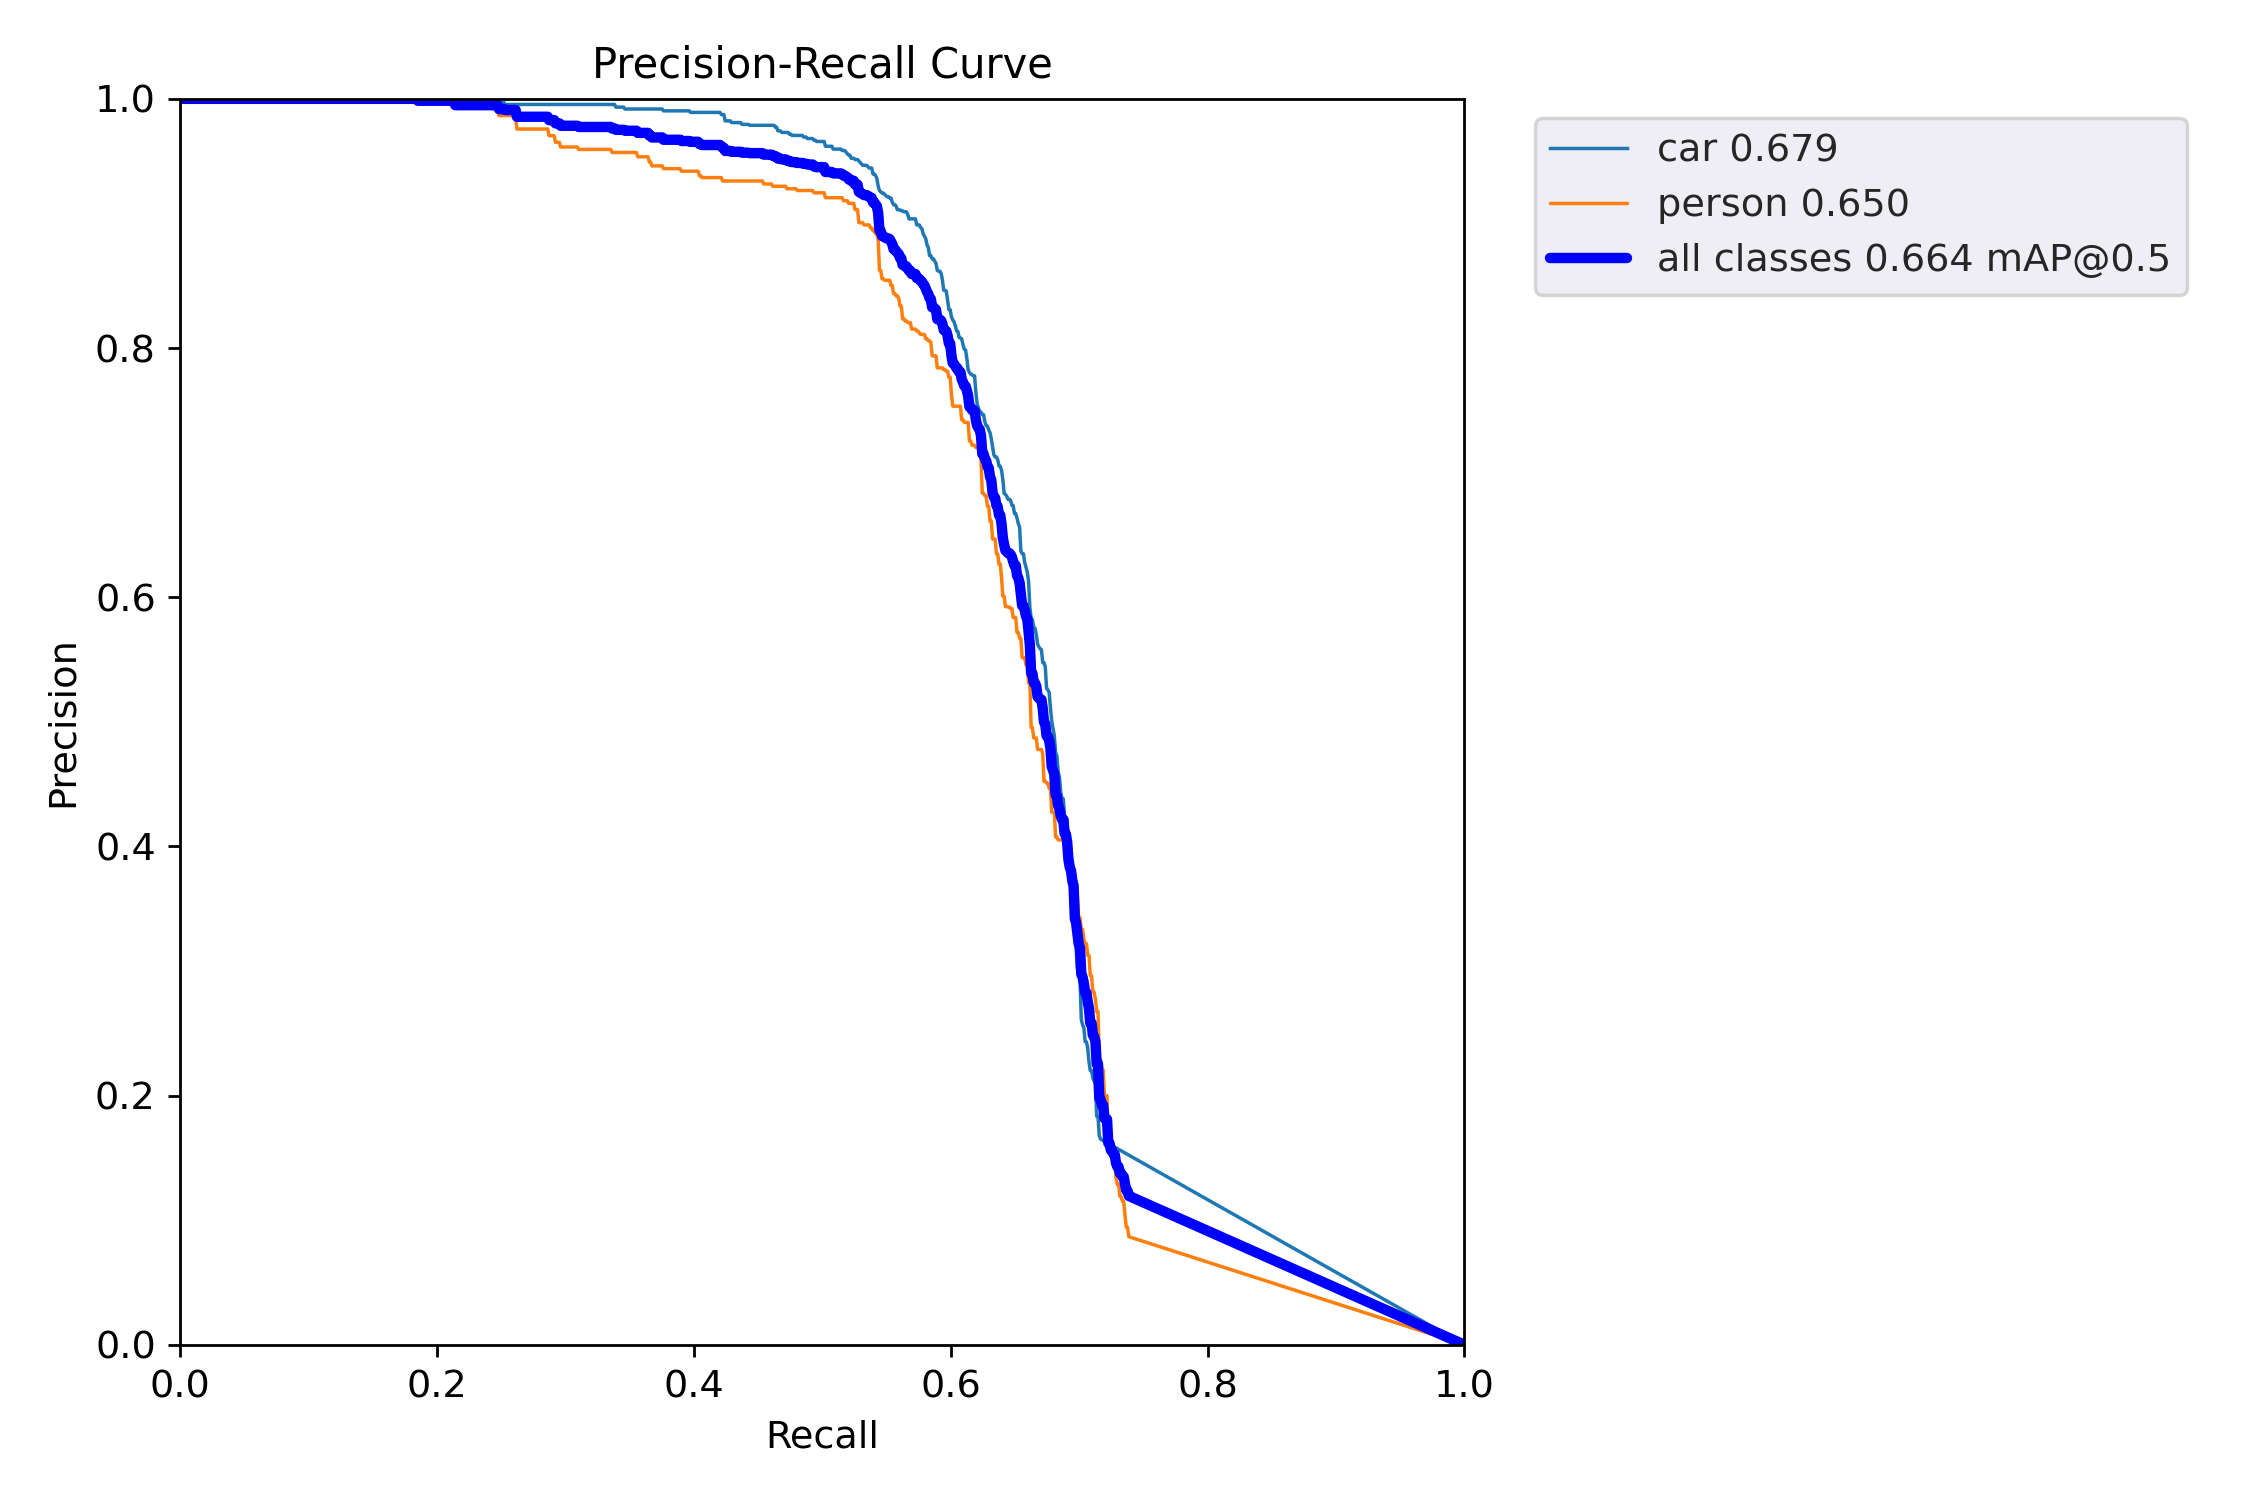 Precision-Recall Curve
1.0
0.8
0.6
0.4
0.2
0.0
Precision
0.0 0.2 0.4 0.6 0.8 1.0
Recall
car 0.679
person 0.650
all classes 0.664 mAP@0.5